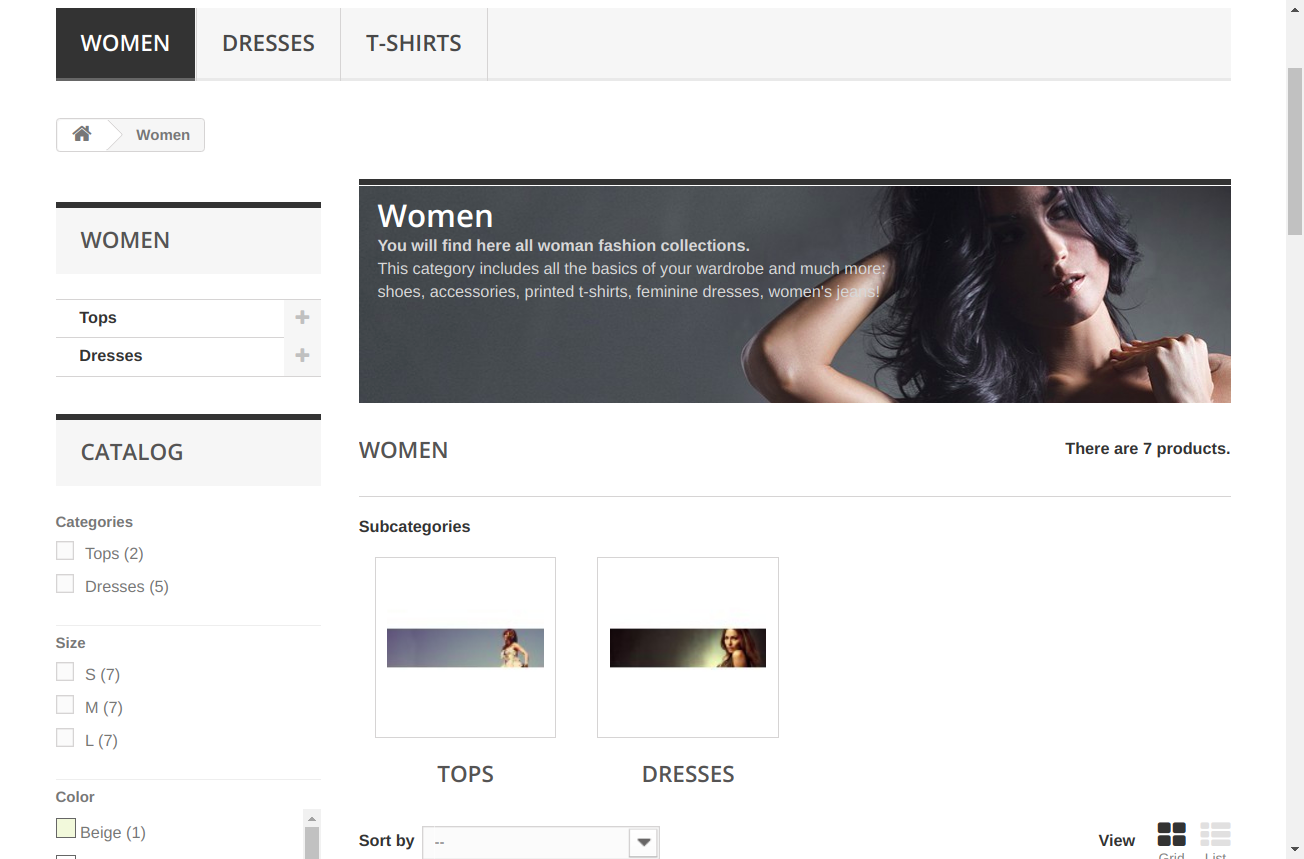 WOMEN
DRESSES
T-SHIRTS
Women
WOMEN
Tops
Dresses
CATALOG
Categories
Tops (2)
Dresses (5)
Size
S (7)
M (7)
L (7)
Color
Beige (1)
Women
You will find here all woman fashion collections.
This category includes all the basics of your wardrobe and much more:
shoes, accessories, printed t-shirts, feminine dresses, women's jeans!
WOMEN
There are 7 products.
Subcategories
TOPS
DRESSES
Sort by
--
View
Grid
List